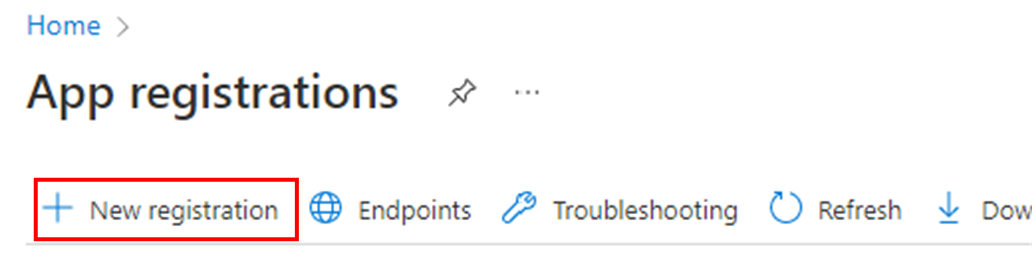 Home
App registrations
New registration Endpoints Troubleshooting Refresh